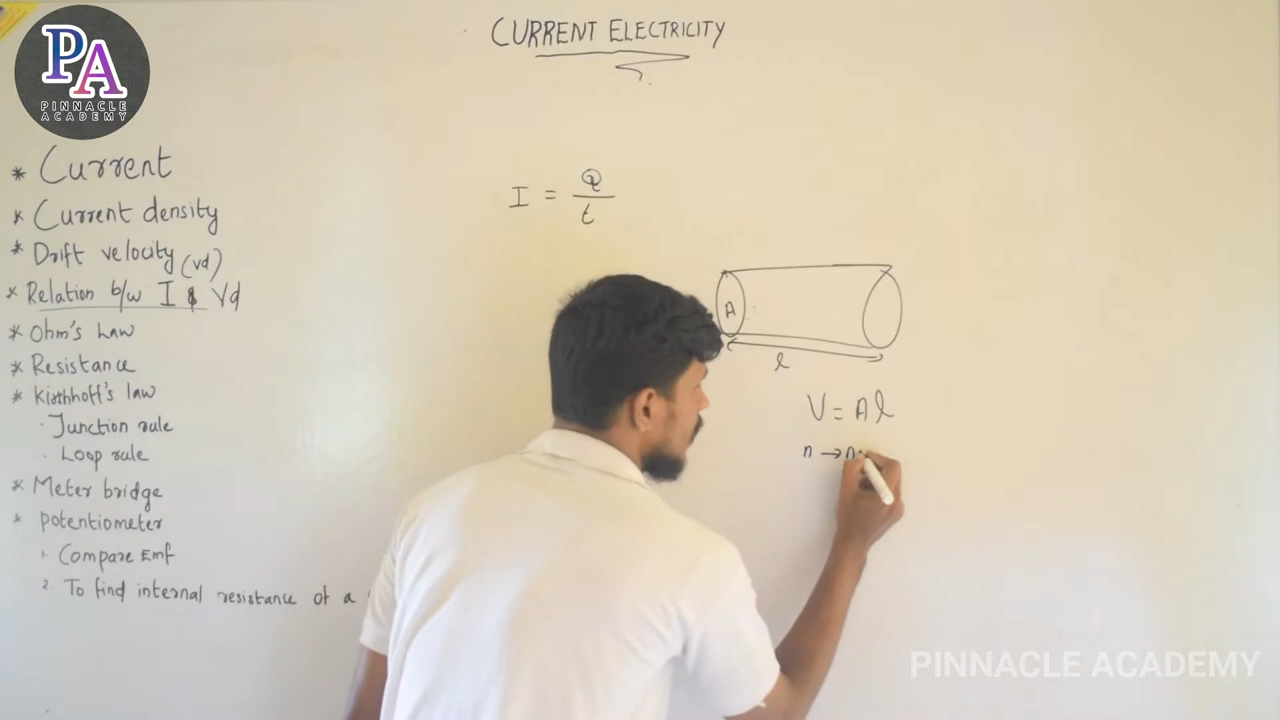 PA
PINNACLE
ACADEMY
CURRENT ELECTRICITY
* Current
* Current density
* Drift velocity (vd)
* Relation b/w I & Vd
* Ohm's Law
* Resistance
* Kirchhoff's law
· Junction rule
· Loop rule
* Meter bridge
* Potentiometer
1. Compare Emf
2. To find internal resistance of a
I = Q/t
A
l
V = Al
n →
PINNACLE ACADEMY